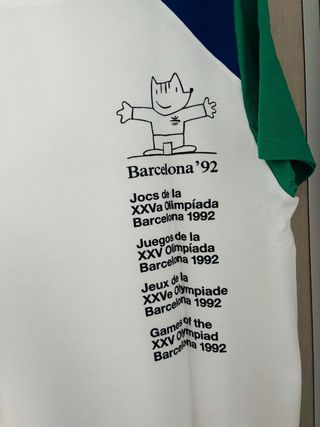 Barcelona'92
Jocs de la
XXVa Olimpíada
Barcelona 1992
Juegos de la
XXV Olimpíada
Barcelona 1992
Jeux de la
XXVe Olympiade
Barcelona 1992
Games of the
XXV Olympiad
Barcelona 1992